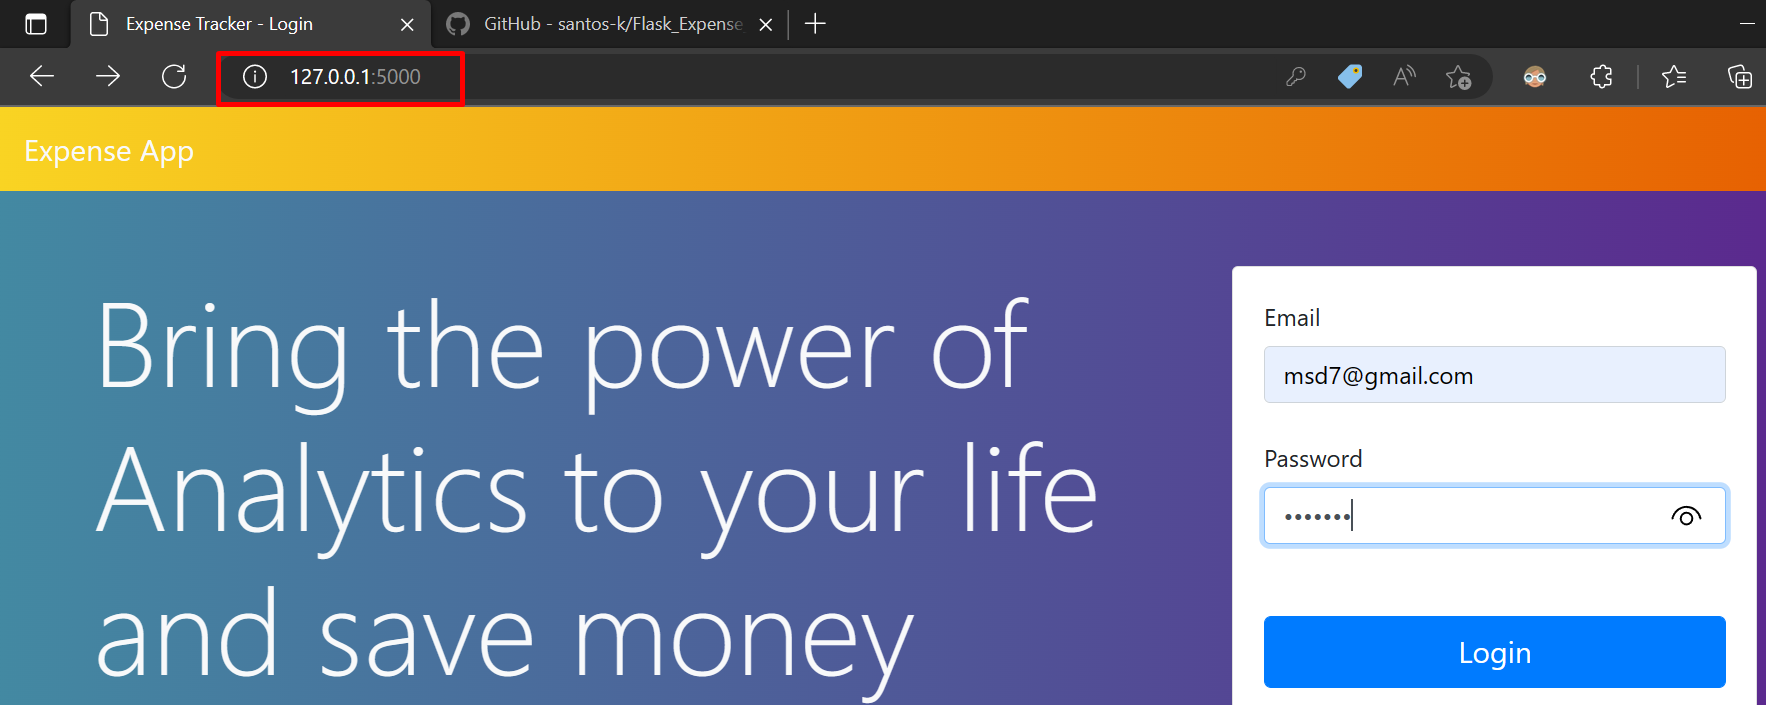 Expense Tracker - Login
GitHub - santos-k/Flask_Expense
127.0.0.1:5000
Expense App
Bring the power of
Analytics to your life
and save money
Email
msd7@gmail.com
Password
•••••••
Login